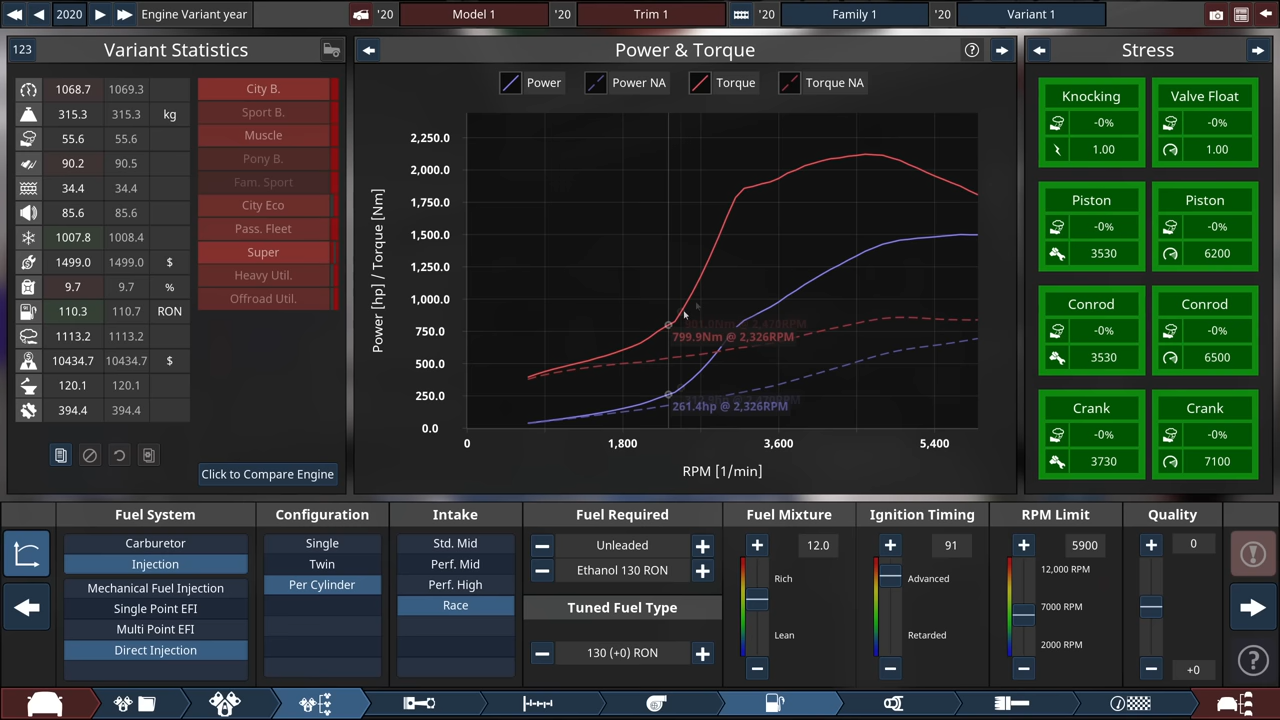 2020 Engine Variant year '20 Model 1 '20 Trim 1 '20 Family 1 '20 Variant 1
123 Variant Statistics
1068.7 1069.3
315.3 315.3 kg
55.6 55.6
90.2 90.5
34.4 34.4
85.6 85.6
1007.8 1008.4
1499.0 1499.0 $
9.7 9.7 %
110.3 110.7 RON
1113.2 1113.2
10434.7 10434.7 $
120.1 120.1
394.4 394.4
City B.
Sport B.
Muscle
Pony B.
Fam. Sport
City Eco
Pass. Fleet
Super
Heavy Util.
Offroad Util.
Click to Compare Engine
Power & Torque
?
Power Power NA Torque Torque NA
Power [hp] / Torque [Nm]
2,250.0
2,000.0
1,750.0
1,500.0
1,250.0
1,000.0
750.0
500.0
250.0
0.0
799.9Nm @ 2,326RPM
261.4hp @ 2,326RPM
0 1,800 3,600 5,400
RPM [1/min]
Stress
Knocking
-0%
1.00
Valve Float
-0%
1.00
Piston
-0%
3530
Piston
-0%
6200
Conrod
-0%
3530
Conrod
-0%
6500
Crank
-0%
3730
Crank
-0%
7100
Fuel System
Carburetor
Injection
Mechanical Fuel Injection
Single Point EFI
Multi Point EFI
Direct Injection
Configuration
Single
Twin
Per Cylinder
Intake
Std. Mid
Perf. Mid
Perf. High
Race
Fuel Required
Unleaded
Ethanol 130 RON
Tuned Fuel Type
130 (+0) RON
Fuel Mixture
12.0
Rich
Lean
Ignition Timing
91
Advanced
Retarded
RPM Limit
5900
12,000 RPM
7000 RPM
2000 RPM
Quality
0
+0
?